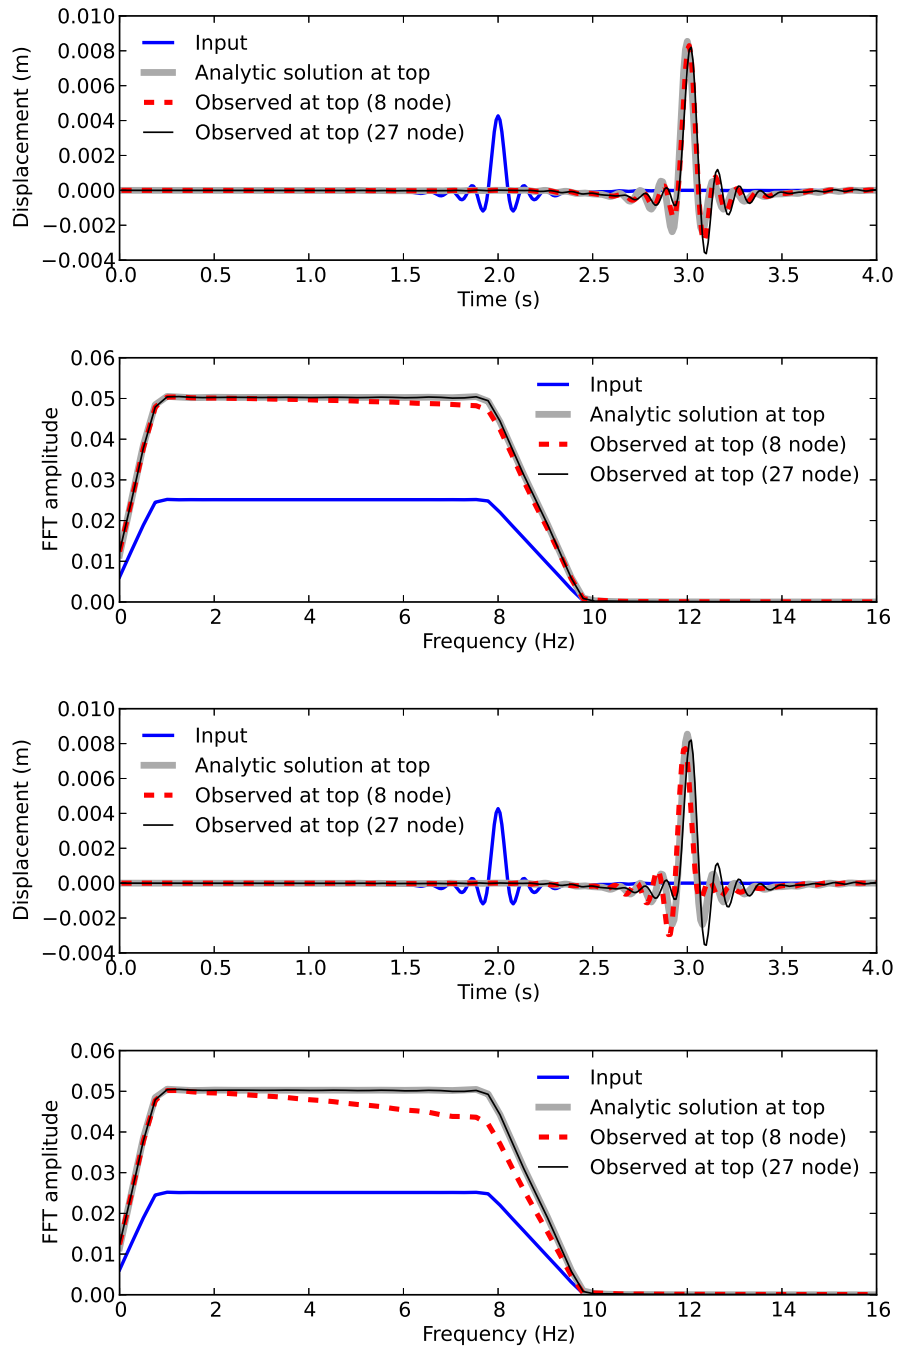 0.010
0.008
0.006
0.004
0.002
0.000
−0.002
−0.004
Displacement (m)
Input
Analytic solution at top
Observed at top (8 node)
Observed at top (27 node)
0.0 0.5 1.0 1.5 2.0 2.5 3.0 3.5 4.0
Time (s)
0.06
0.05
0.04
0.03
0.02
0.01
0.00
FFT amplitude
Input
Analytic solution at top
Observed at top (8 node)
Observed at top (27 node)
0 2 4 6 8 10 12 14 16
Frequency (Hz)
0.010
0.008
0.006
0.004
0.002
0.000
−0.002
−0.004
Displacement (m)
Input
Analytic solution at top
Observed at top (8 node)
Observed at top (27 node)
0.0 0.5 1.0 1.5 2.0 2.5 3.0 3.5 4.0
Time (s)
0.06
0.05
0.04
0.03
0.02
0.01
0.00
FFT amplitude
Input
Analytic solution at top
Observed at top (8 node)
Observed at top (27 node)
0 2 4 6 8 10 12 14 16
Frequency (Hz)